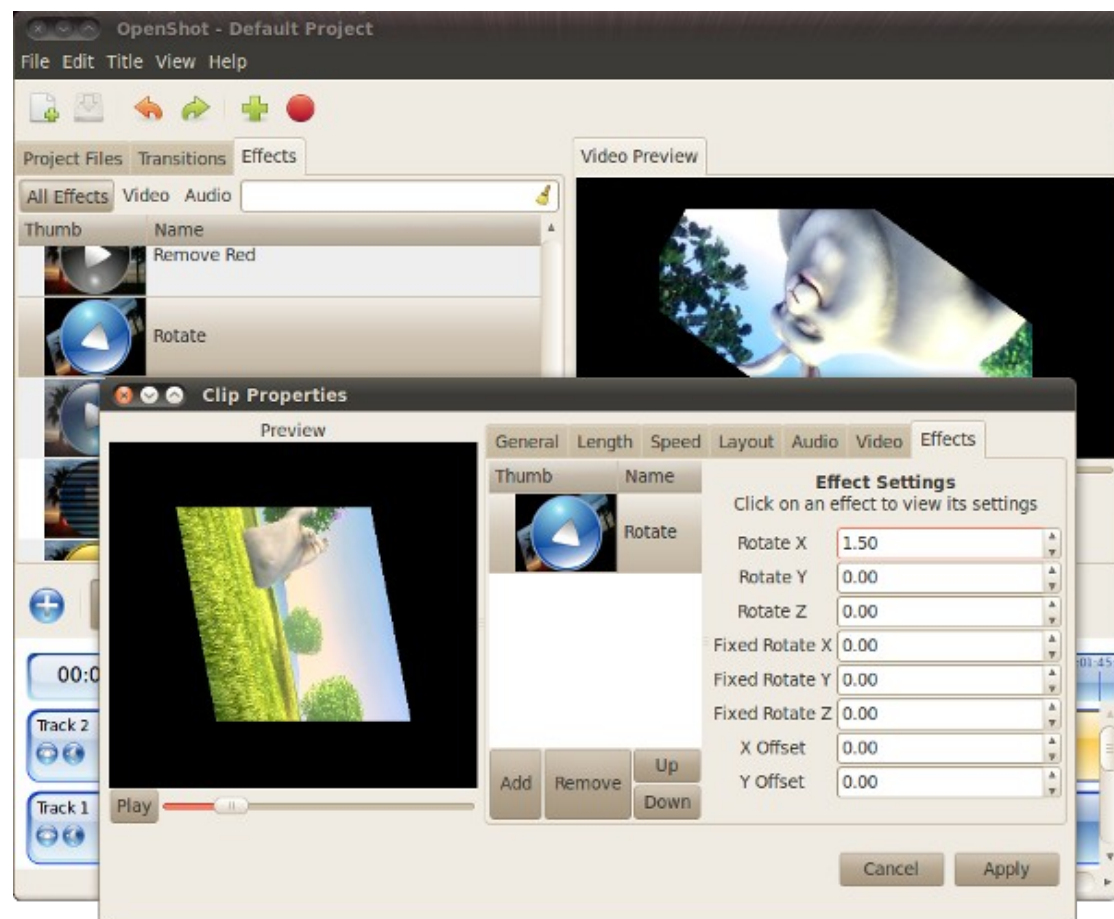 OpenShot - Default Project
File Edit Title View Help
Project Files Transitions Effects
Video Preview
All Effects Video Audio
Thumb Name
Remove Red
Rotate
Clip Properties
Preview
General Length Speed Layout Audio Video Effects
Thumb Name
Rotate
Effect Settings
Click on an effect to view its settings
Rotate X 1.50
Rotate Y 0.00
Rotate Z 0.00
Fixed Rotate X 0.00
Fixed Rotate Y 0.00
Fixed Rotate Z 0.00
X Offset 0.00
Y Offset 0.00
Add Remove Up
Down
Play
Cancel Apply
00:0
Track 2
Track 1
:01:45